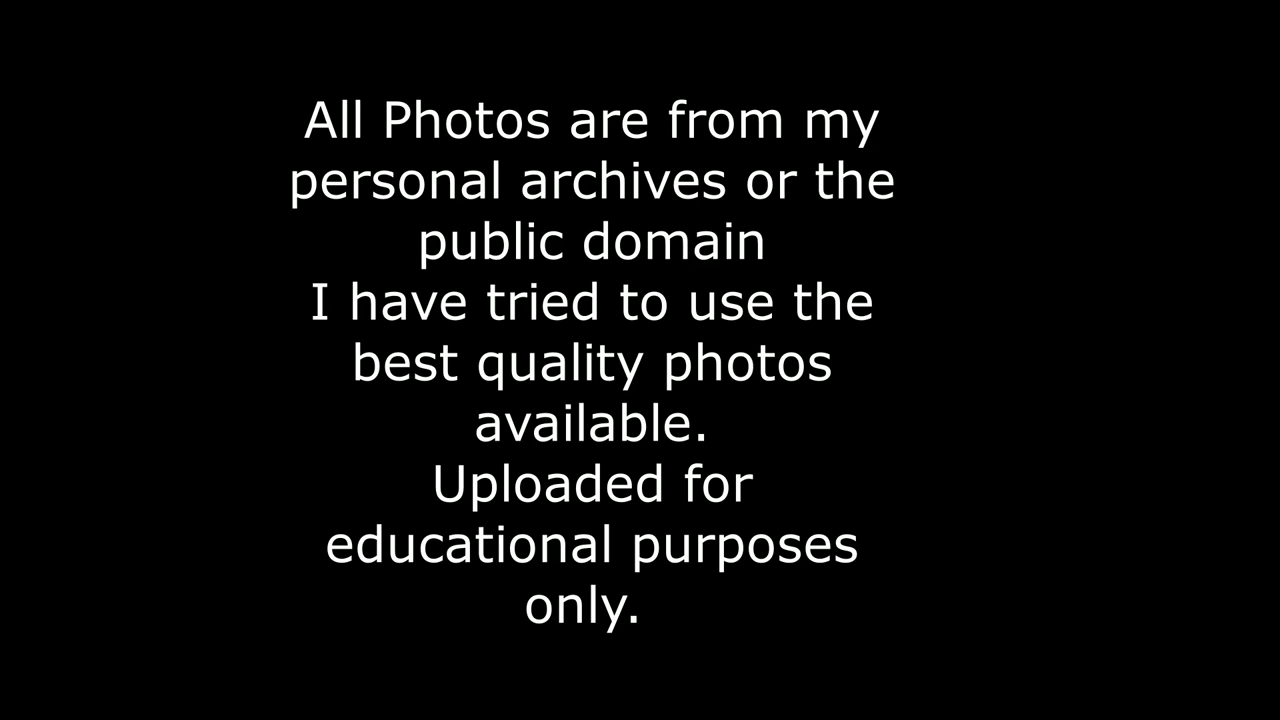 All Photos are from my
personal archives or the
public domain
I have tried to use the
best quality photos
available.
Uploaded for
educational purposes
only.